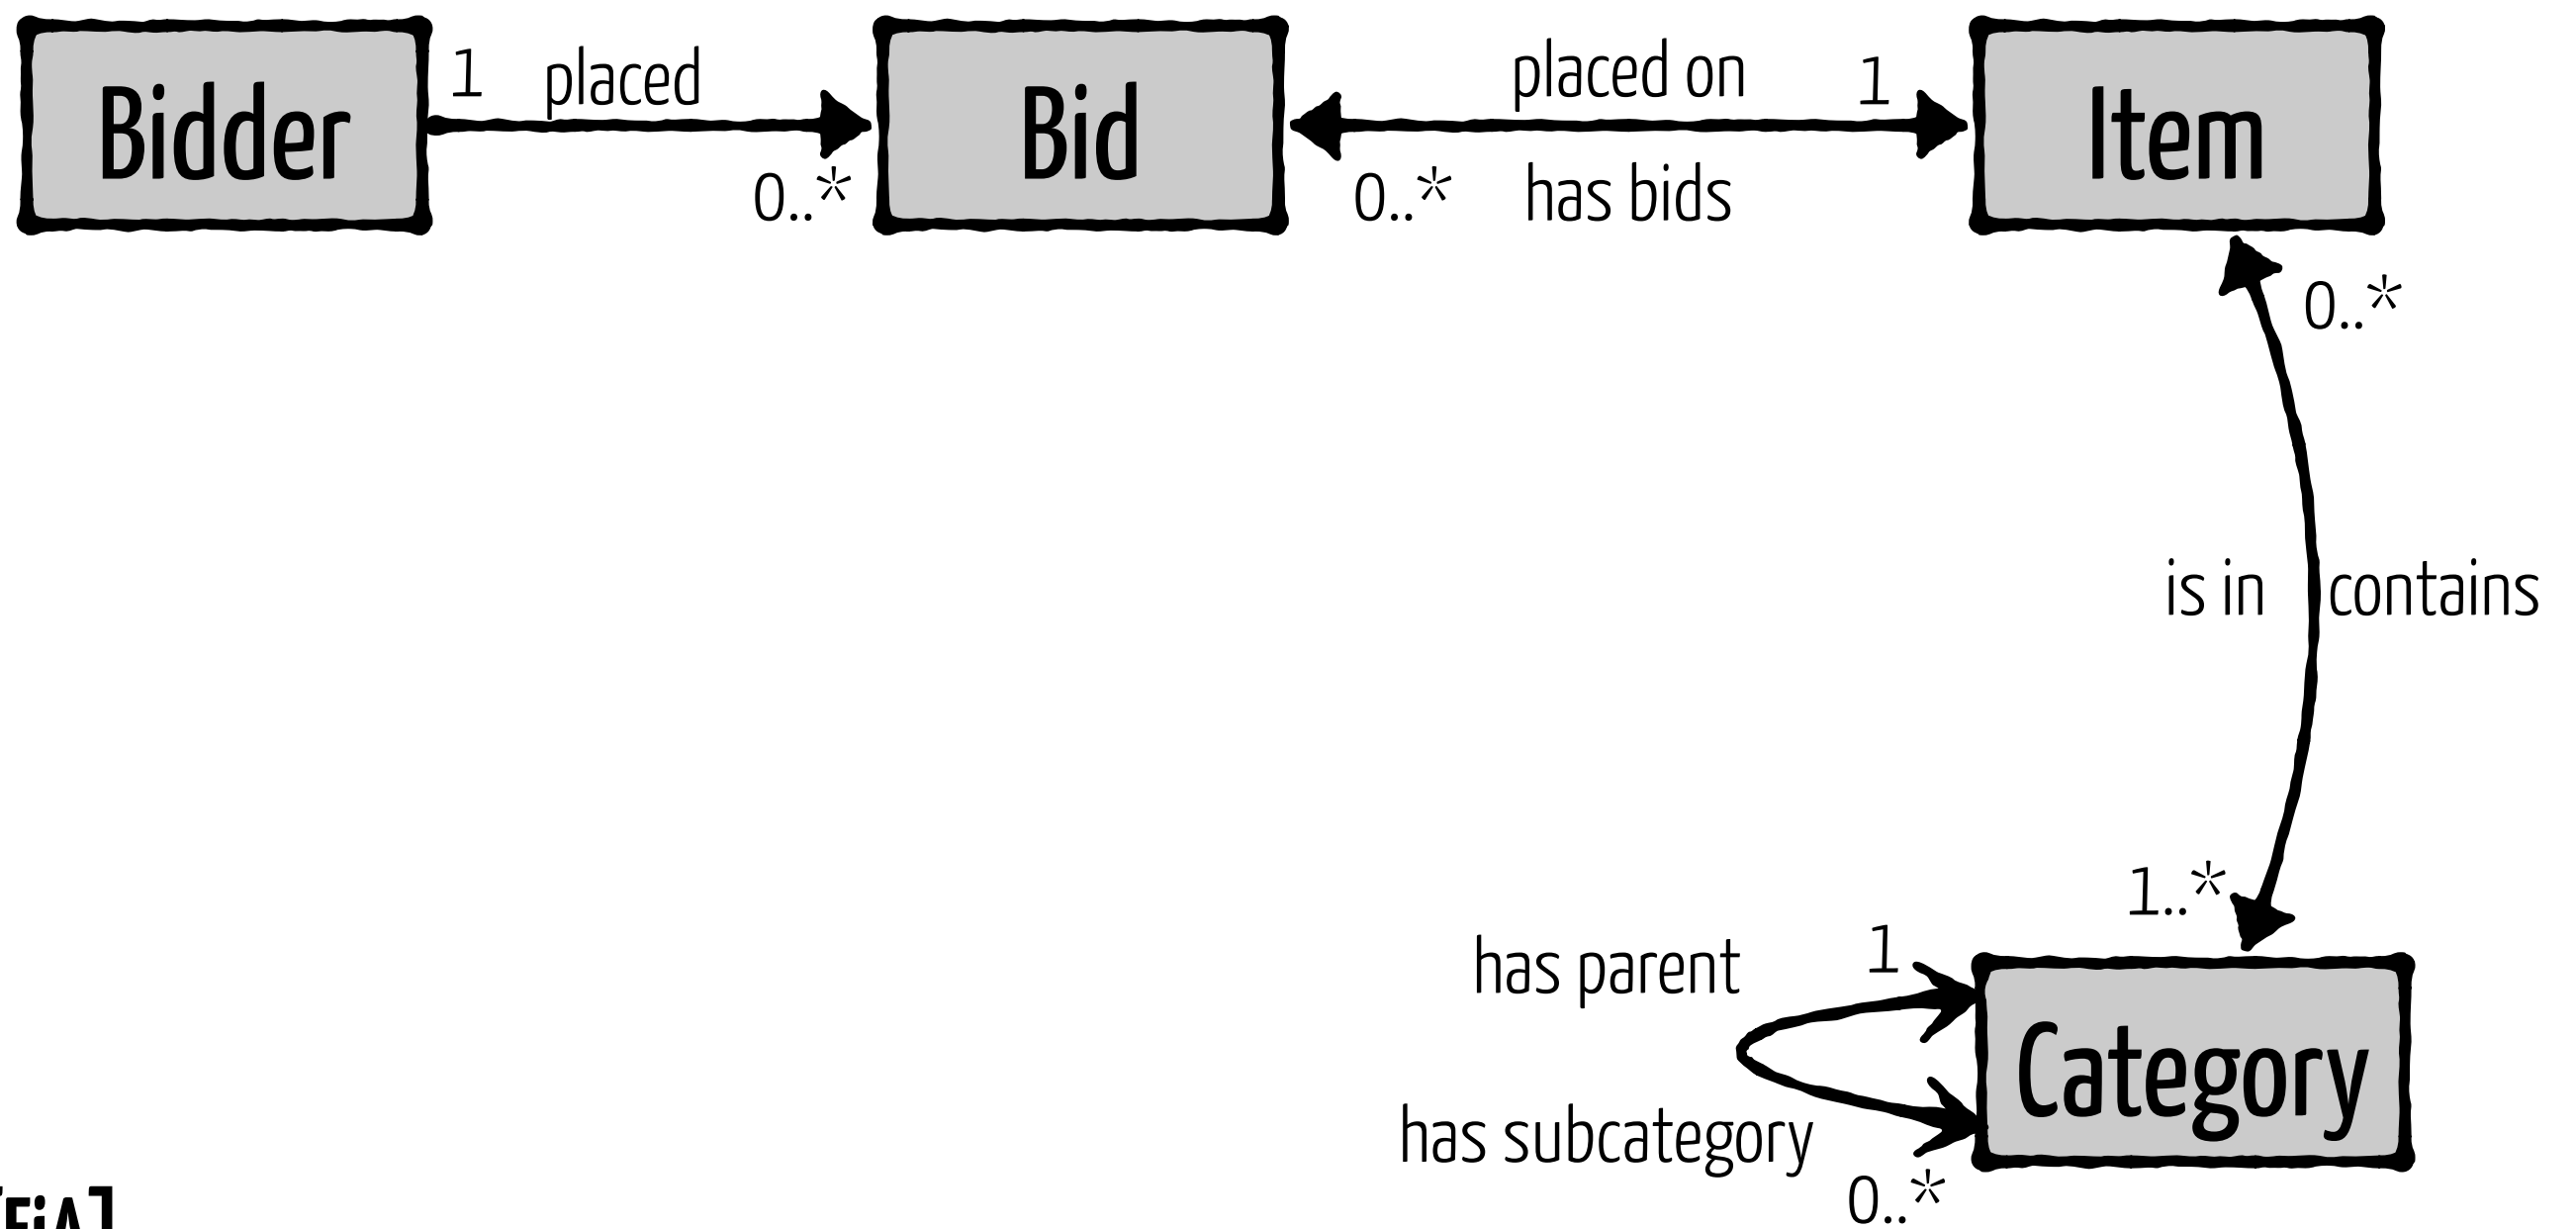 Bidder
1
placed
0..*
Bid
placed on
1
0..*
has bids
Item
0..*
is in
contains
1..*
has parent
1
Category
has subcategory
0..*